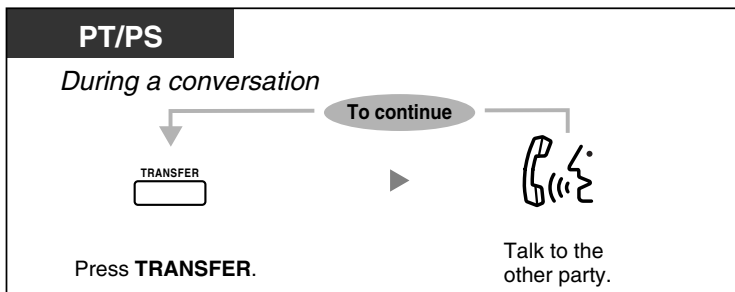 PT/PS
During a conversation
To continue
TRANSFER
Press TRANSFER.
Talk to the
other party.